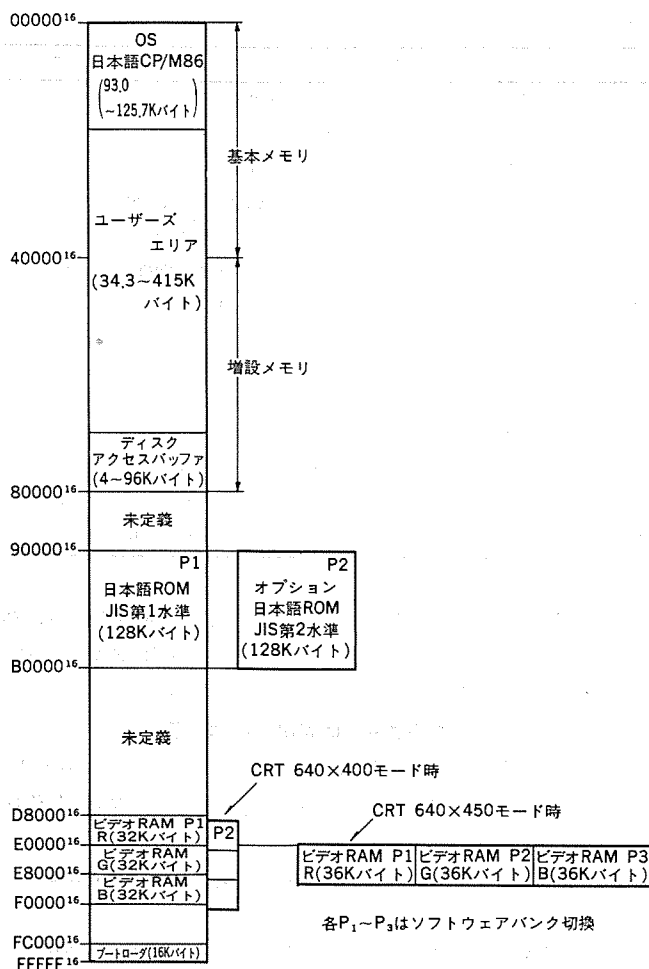 00000₁₆
OS
日本語CP/M86
(93.0
~125.7Kバイト)
基本メモリ
ユーザーズ
エリア
40000₁₆
(34.3~415K
バイト)
増設メモリ
ディスク
アクセスバッファ
(4~96Kバイト)
80000₁₆
未定義
90000₁₆
P1
日本語ROM
JIS第1水準
(128Kバイト)
P2
オプション
日本語ROM
JIS第2水準
(128Kバイト)
B0000₁₆
未定義
CRT 640×400モード時
D8000₁₆
ビデオRAM P1
R(32Kバイト)
P2
CRT 640×450モード時
E0000₁₆
ビデオRAM
G(32Kバイト)
ビデオRAM P1
R(36Kバイト)
ビデオRAM P2
G(36Kバイト)
ビデオRAM P3
B(36Kバイト)
E8000₁₆
ビデオRAM
B(32Kバイト)
F0000₁₆
各P₁~P₃はソフトウェアバンク切換
FC000₁₆
ブートローダ(16Kバイト)
FFFFF₁₆